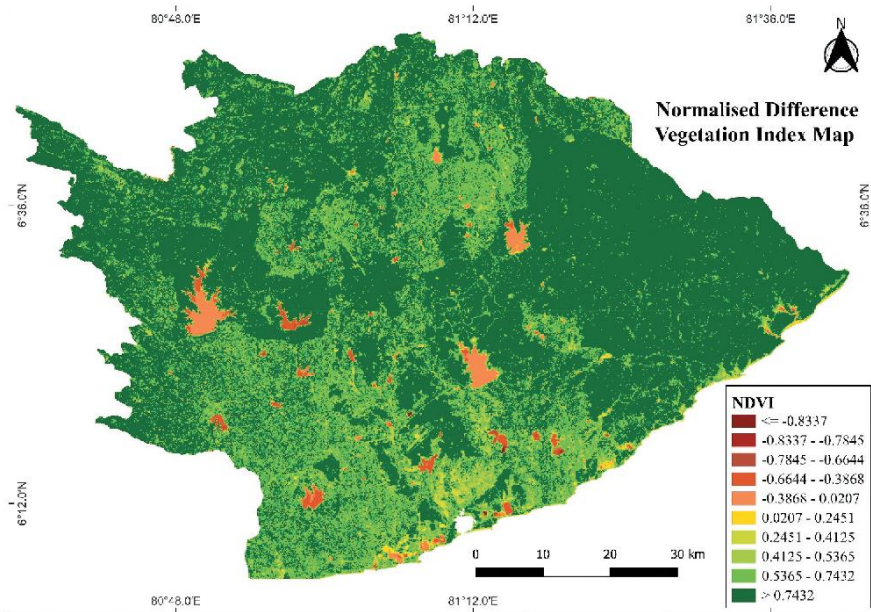 80°48.0'E 81°12.0'E 81°36.0'E
N
Normalised Difference
Vegetation Index Map
6°36.0'N 6°36.0'N
6°12.0'N
NDVI
<= -0.8337
-0.8337 - -0.7845
-0.7845 - -0.6644
-0.6644 - -0.3868
-0.3868 - 0.0207
0.0207 - 0.2451
0.2451 - 0.4125
0.4125 - 0.5365
0.5365 - 0.7432
> 0.7432
0 10 20 30 km
80°48.0'E 81°12.0'E